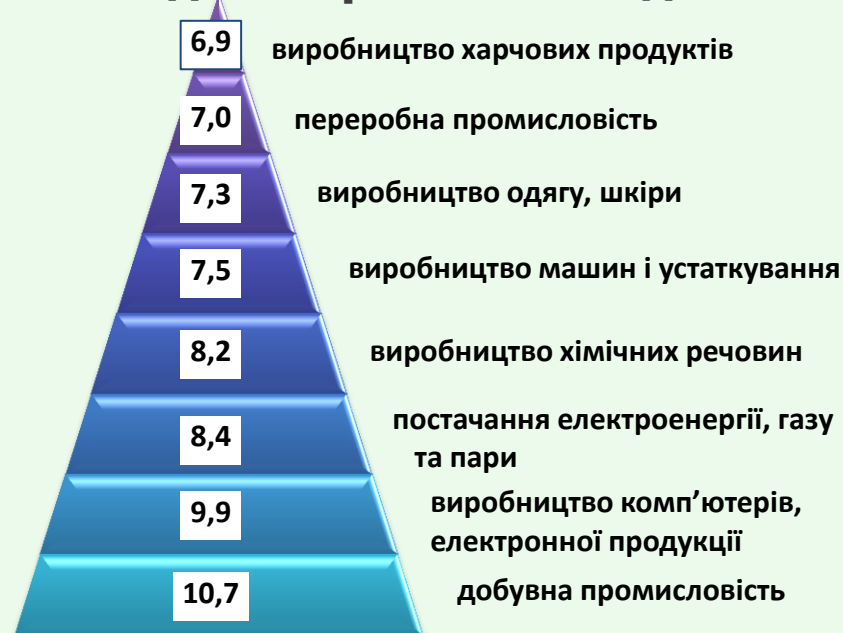 6,9
виробництво харчових продуктів
7,0
переробна промисловість
7,3
виробництво одягу, шкіри
7,5
виробництво машин і устаткування
8,2
виробництво хімічних речовин
8,4
постачання електроенергії, газу
та пари
9,9
виробництво комп’ютерів,
електронної продукції
10,7
добувна промисловість